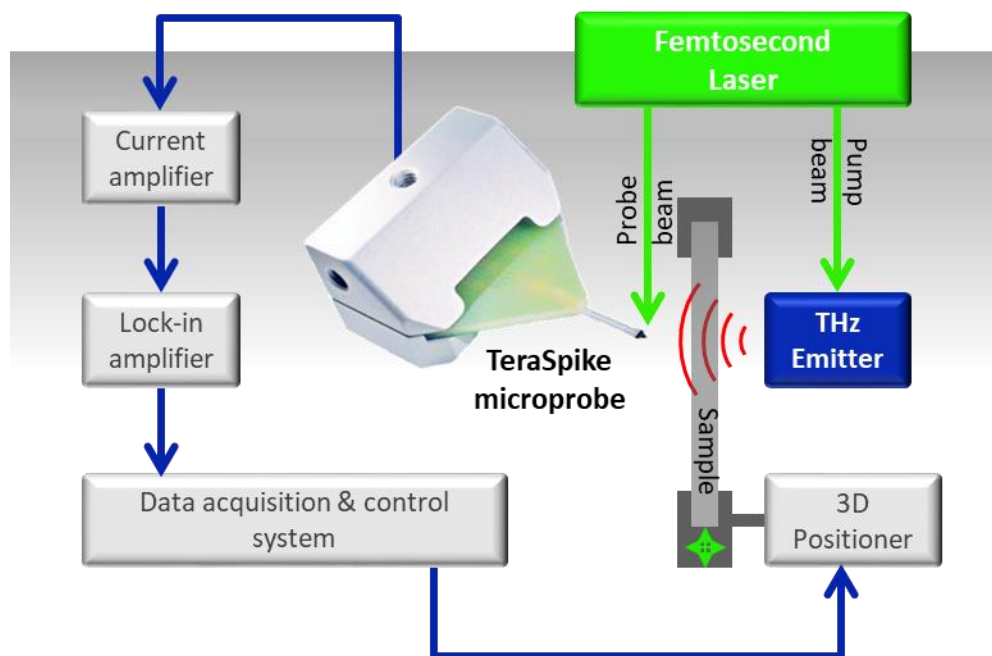 Femtosecond
Laser
Current
amplifier
Probe
beam
Pump
beam
Lock-in
amplifier
THz
Emitter
TeraSpike
microprobe
Sample
Data acquisition & control
system
3D
Positioner